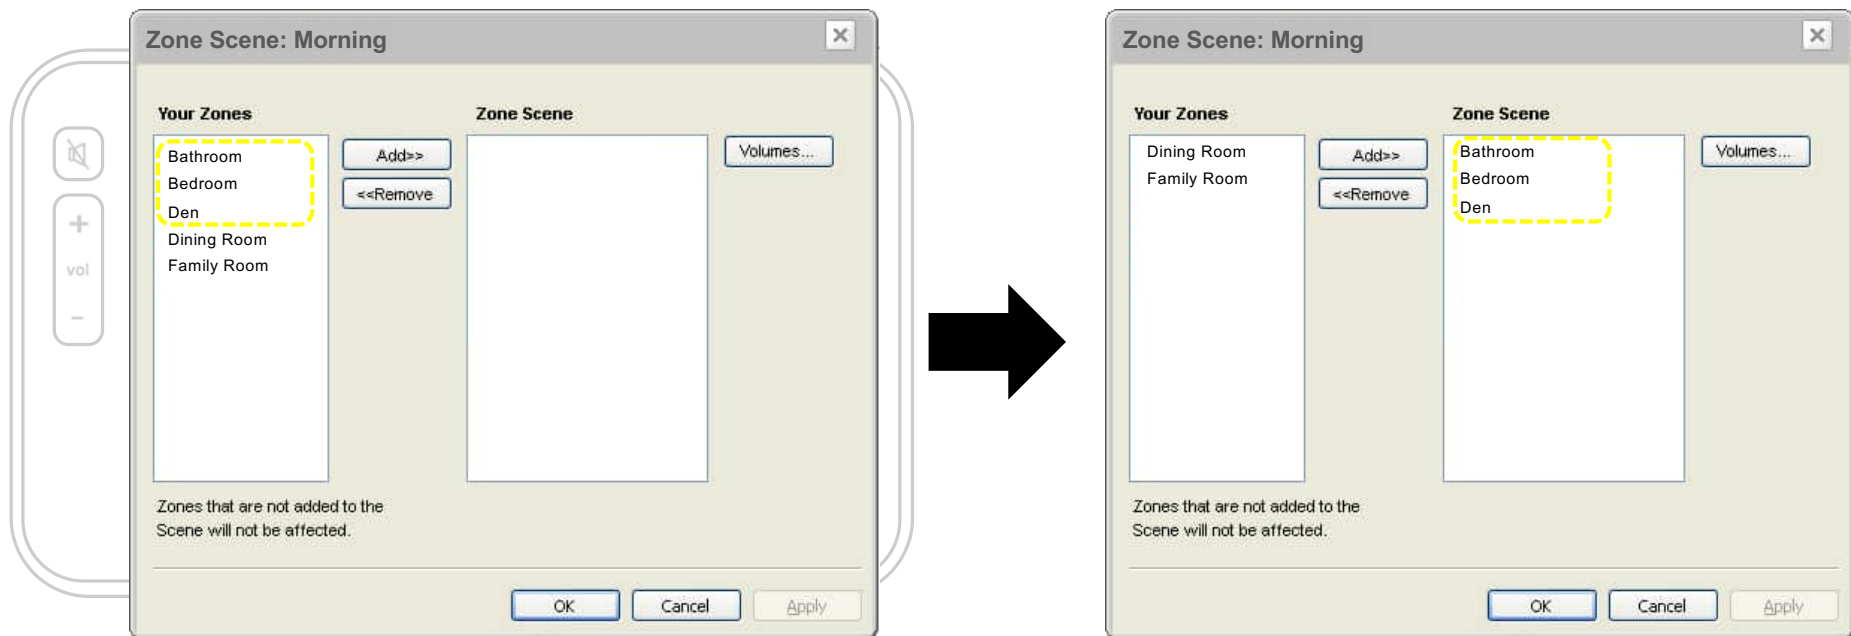 Zone Scene: Morning
Your Zones
Zone Scene
Bathroom
Bedroom
Den
Dining Room
Family Room
Add>>
<<Remove
Volumes...
Zones that are not added to the
Scene will not be affected.
OK
Cancel
Apply
+
vol
-
Zone Scene: Morning
Your Zones
Zone Scene
Dining Room
Family Room
Add>>
<<Remove
Bathroom
Bedroom
Den
Volumes...
Zones that are not added to the
Scene will not be affected.
OK
Cancel
Apply